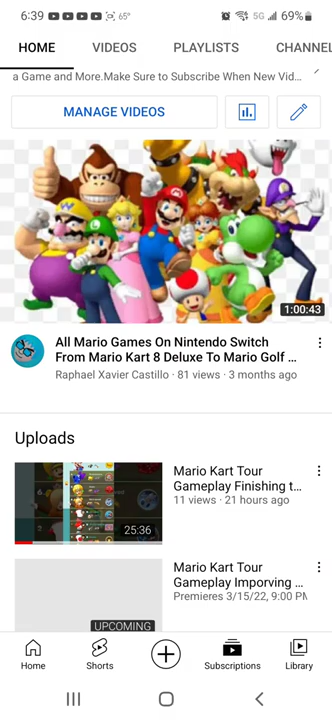 6:39 65° 5G 69%
HOME VIDEOS PLAYLISTS CHANNEL
a Game and More.Make Sure to Subscribe When New Vid...
MANAGE VIDEOS
1:00:43
All Mario Games On Nintendo Switch
From Mario Kart 8 Deluxe To Mario Golf ...
Raphael Xavier Castillo · 81 views · 3 months ago
Uploads
25:36
Mario Kart Tour
Gameplay Finishing t...
11 views · 21 hours ago
UPCOMING
Mario Kart Tour
Gameplay Imporving ...
Premieres 3/15/22, 9:00 PM
Home Shorts Subscriptions Library